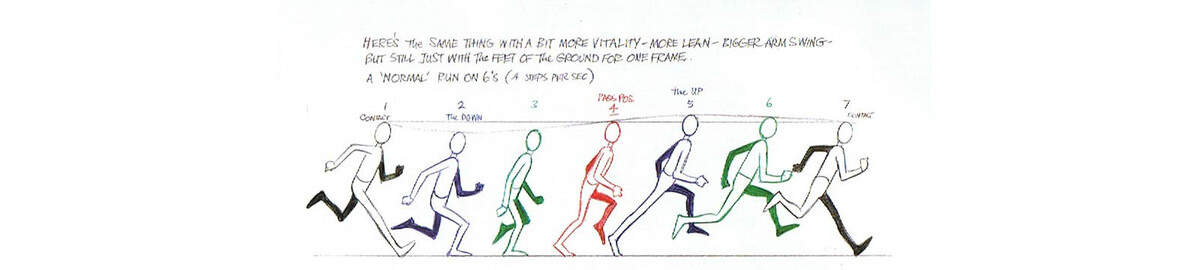 HERE'S THE SAME THING WITH A BIT MORE VITALITY - MORE LEAN - BIGGER ARM SWING -
BUT STILL JUST WITH THE FEET OF THE GROUND FOR ONE FRAME.
A 'NORMAL' RUN ON 6'S (4 STEPS PER SEC)
PASS POS. THE UP
1 2 3 4 5 6 7
CONTACT THE DOWN CONTACT